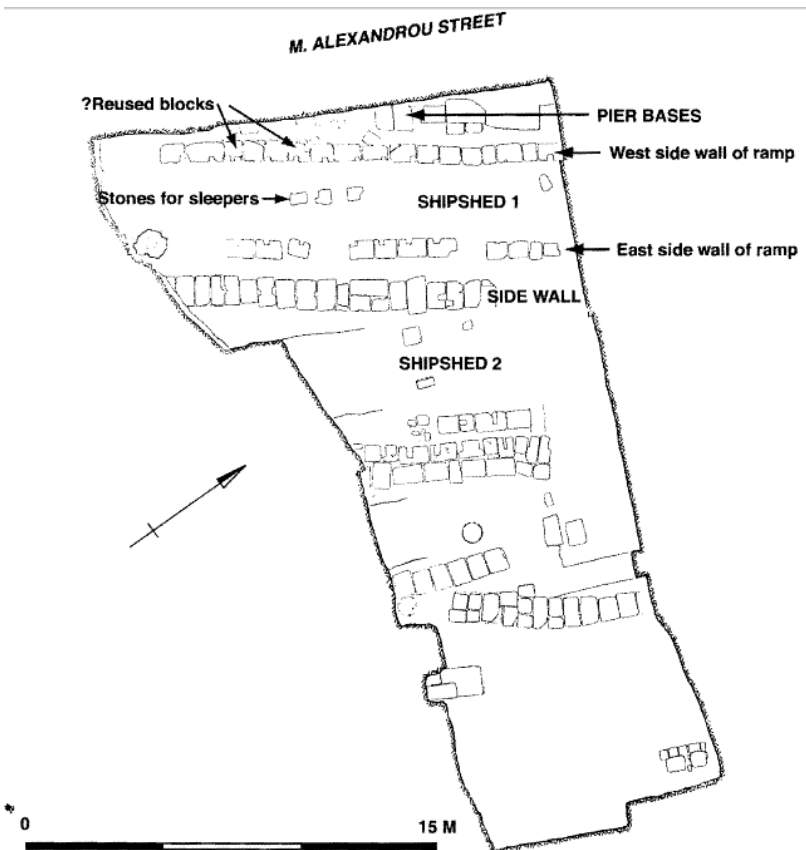 M. ALEXANDROU STREET
?Reused blocks
PIER BASES
West side wall of ramp
Stones for sleepers
SHIPSHED 1
East side wall of ramp
SIDE WALL
SHIPSHED 2
0
15 M